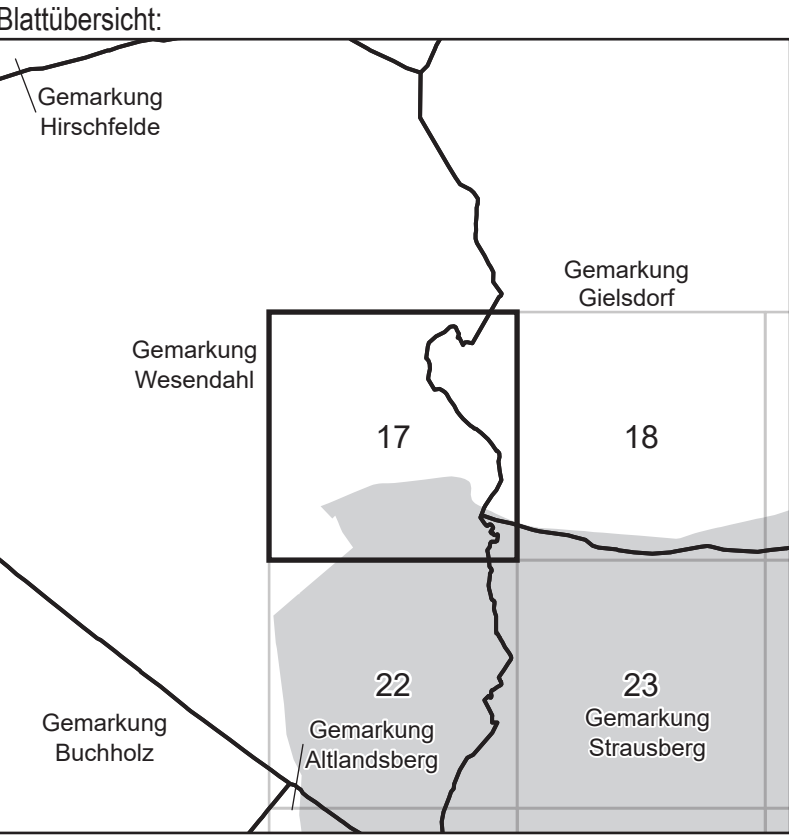 Blattübersicht:
Gemarkung
Hirschfelde
Gemarkung
Gielsdorf
Gemarkung
Wesendahl
17
18
22
23
Gemarkung
Strausberg
Gemarkung
Buchholz
Gemarkung
Altlandsberg